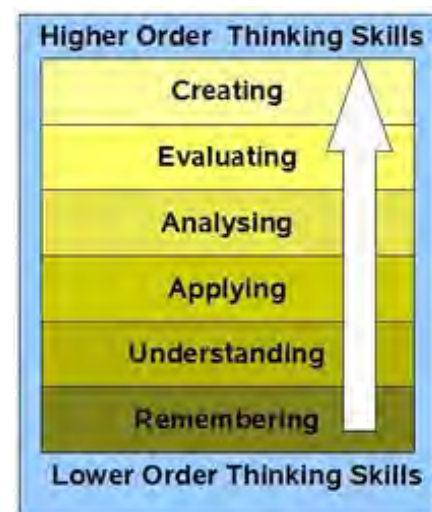 Higher Order Thinking Skills
Creating
Evaluating
Analysing
Applying
Understanding
Remembering
Lower Order Thinking Skills